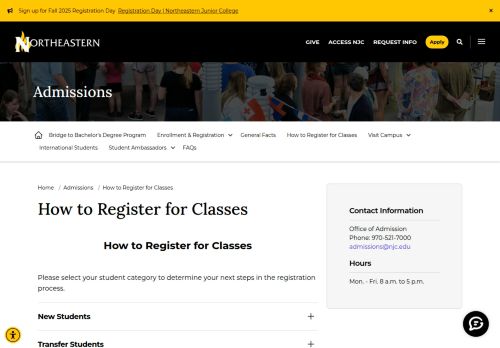 Sign up for Fall 2025 Registration Day Registration Day | Northeastern Junior College
NORTHEASTERN
GIVE ACCESS NJC REQUEST INFO Apply
Admissions
Bridge to Bachelor's Degree Program Enrollment & Registration General Facts How to Register for Classes Visit Campus
International Students Student Ambassadors FAQs
Home / Admissions / How to Register for Classes
How to Register for Classes
How to Register for Classes
Please select your student category to determine your next steps in the registration
process.
New Students
Transfer Students
Contact Information
Office of Admission
Phone: 970-521-7000
admissions@njc.edu
Hours
Mon. - Fri. 8 a.m. to 5 p.m.